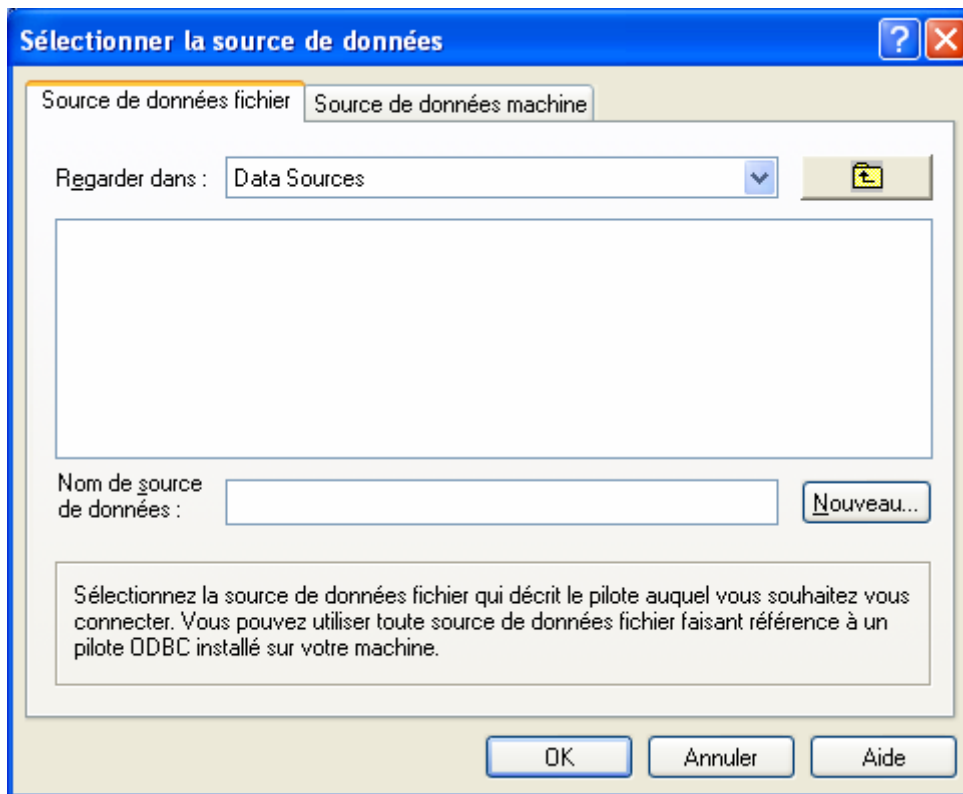 Sélectionner la source de données
Source de données fichier
Source de données machine
Regarder dans : Data Sources
Nom de source
de données :
Nouveau...
Sélectionnez la source de données fichier qui décrit le pilote auquel vous souhaitez vous
connecter. Vous pouvez utiliser toute source de données fichier faisant référence à un
pilote ODBC installé sur votre machine.
OK
Annuler
Aide